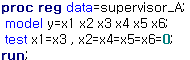 proc reg data=supervisor_A;
model y=x1 x2 x3 x4 x5 x6;
test x1=x3 , x2=x4=x5=x6=0;
run;